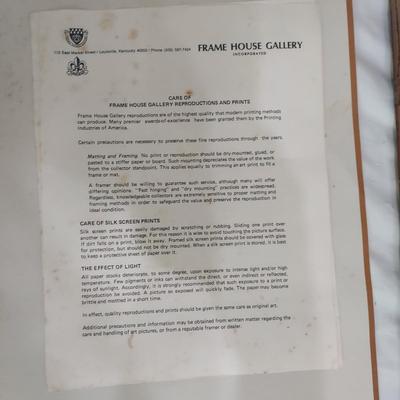 110 East Market Street / Louisville, Kentucky 40202 / Phone (502) 587-7424
FRAME HOUSE GALLERY
INCORPORATED
CARE OF
FRAME HOUSE GALLERY REPRODUCTIONS AND PRINTS
Frame House Gallery reproductions are of the highest quality that modern printing methods
can produce. Many premier awards-of-excellence have been granted them by the Printing
Industries of America.
Certain precautions are necessary to preserve these fine reproductions through the years.
Matting and Framing. No print or reproduction should be dry-mounted, glued, or
pasted to a stiffer paper or board. Such mounting depreciates the value of the work
from the collector standpoint. This applies equally to trimming an art print to fit a
frame or mat.
A framer should be willing to guarantee such service, although many will offer
differing opinions. "Fast hinging" and "dry mounting" practices are widespread.
Regardless, knowledgeable collectors are extremely sensitive to proper matting and
framing methods in order to safeguard the value and preserve the reproduction in
ideal condition.
CARE OF SILK SCREEN PRINTS
Silk screen prints are easily damaged by scratching or rubbing. Sliding one print over
another can result in damage. For this reason it is wise to avoid touching the picture surface.
If dirt falls on a print, blow it away. Framed silk screen prints should be covered with glass
for protection, but should not be dry mounted. When a silk screen print is stored, it is best
to keep a protective sheet of paper over it.
THE EFFECT OF LIGHT
All paper stocks deteriorate, to some degree, upon exposure to intense light and/or high
temperature. Few pigments or inks can withstand the direct, or even indirect or reflected,
rays of sunlight. Accordingly, it is strongly recommended that such exposure to a print or
reproduction be avoided. A picture so exposed will quickly fade. The paper may become
brittle and mottled in a short time.
In effect, quality reproductions and prints should be given the same care as original art.
Additional precautions and information may be obtained from written matter regarding the
care and handling of art pictures, or from a reputable framer or dealer.